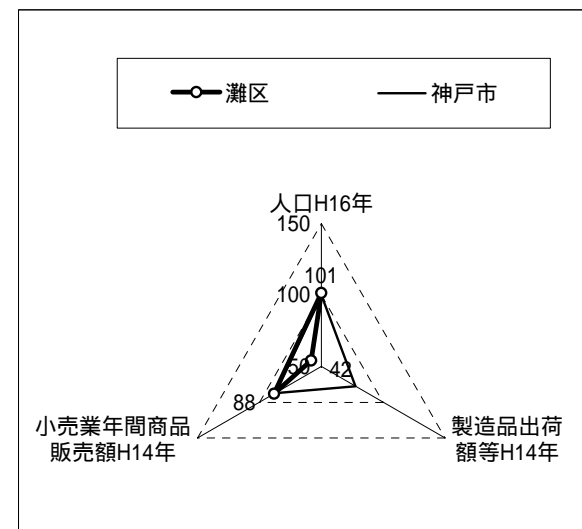 灘区 神戸市
人口H16年
150
101
100
50 42
88
小売業年間商品
販売額H14年
製造品出荷
額等H14年